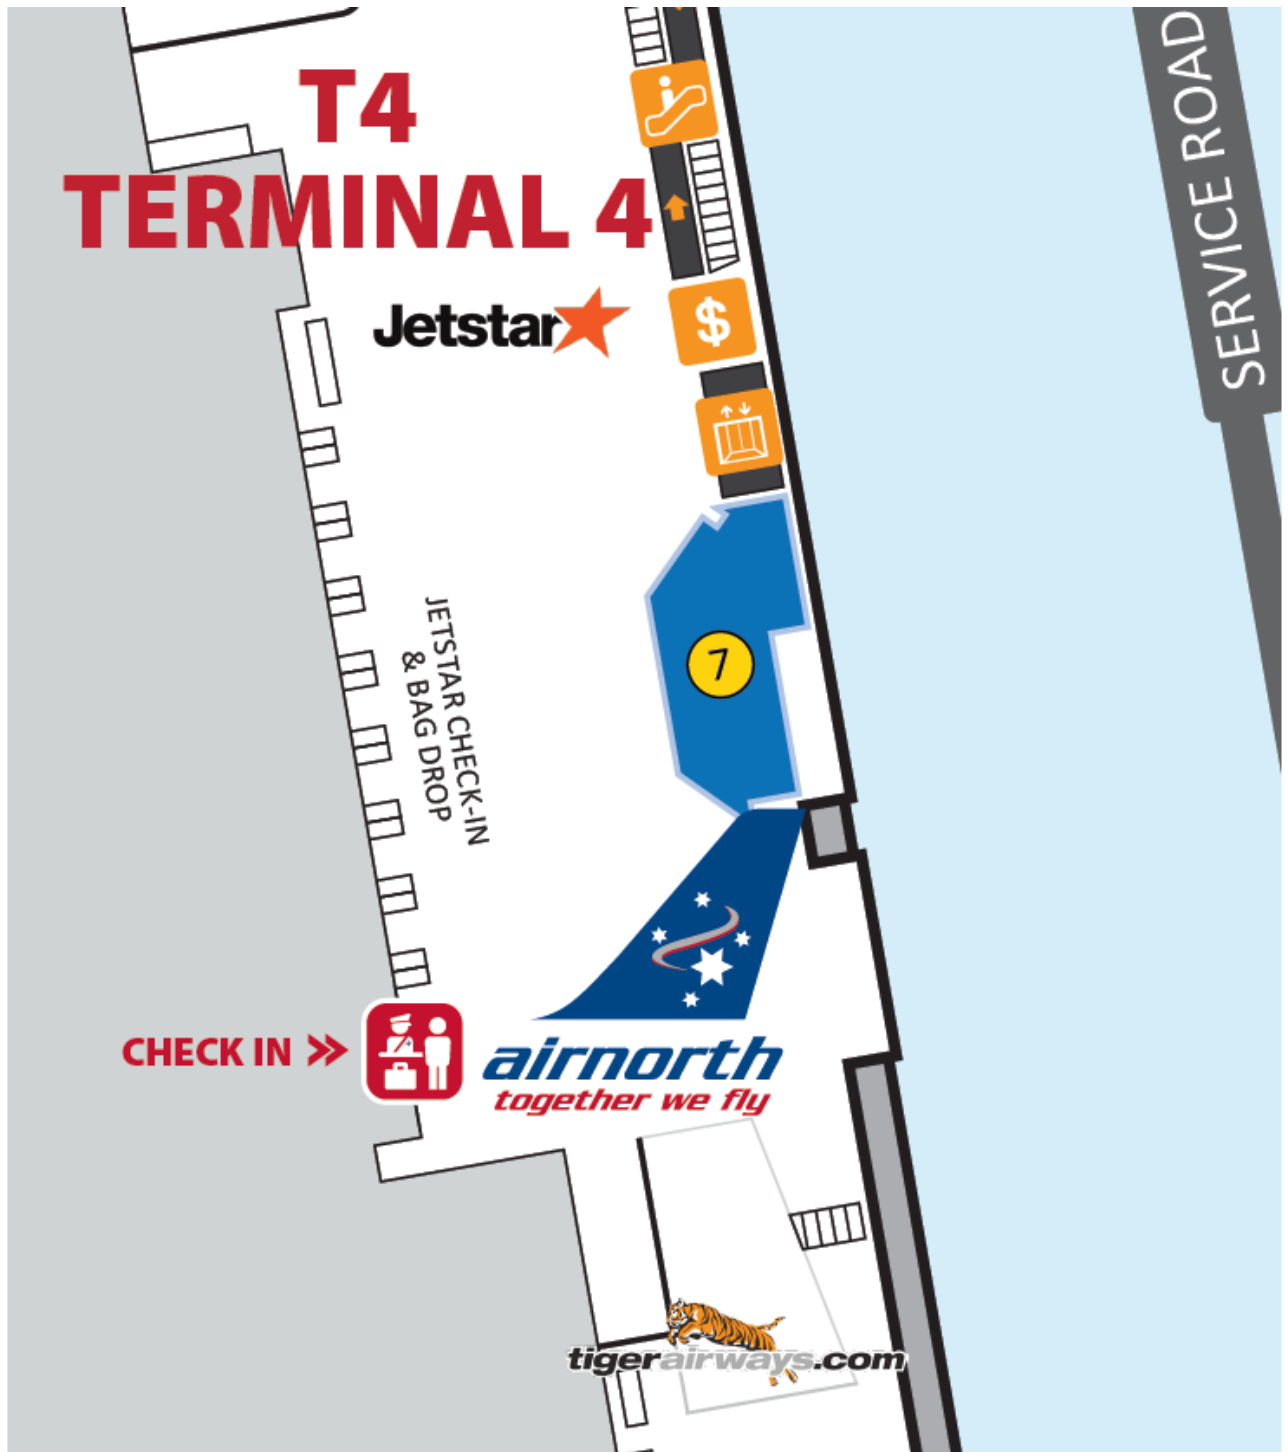 SERVICE ROAD
T4
TERMINAL 4
Jetstar
$
JETSTAR CHECK-IN
& BAG DROP
7
CHECK IN »
airnorth
together we fly
tigerairways.com